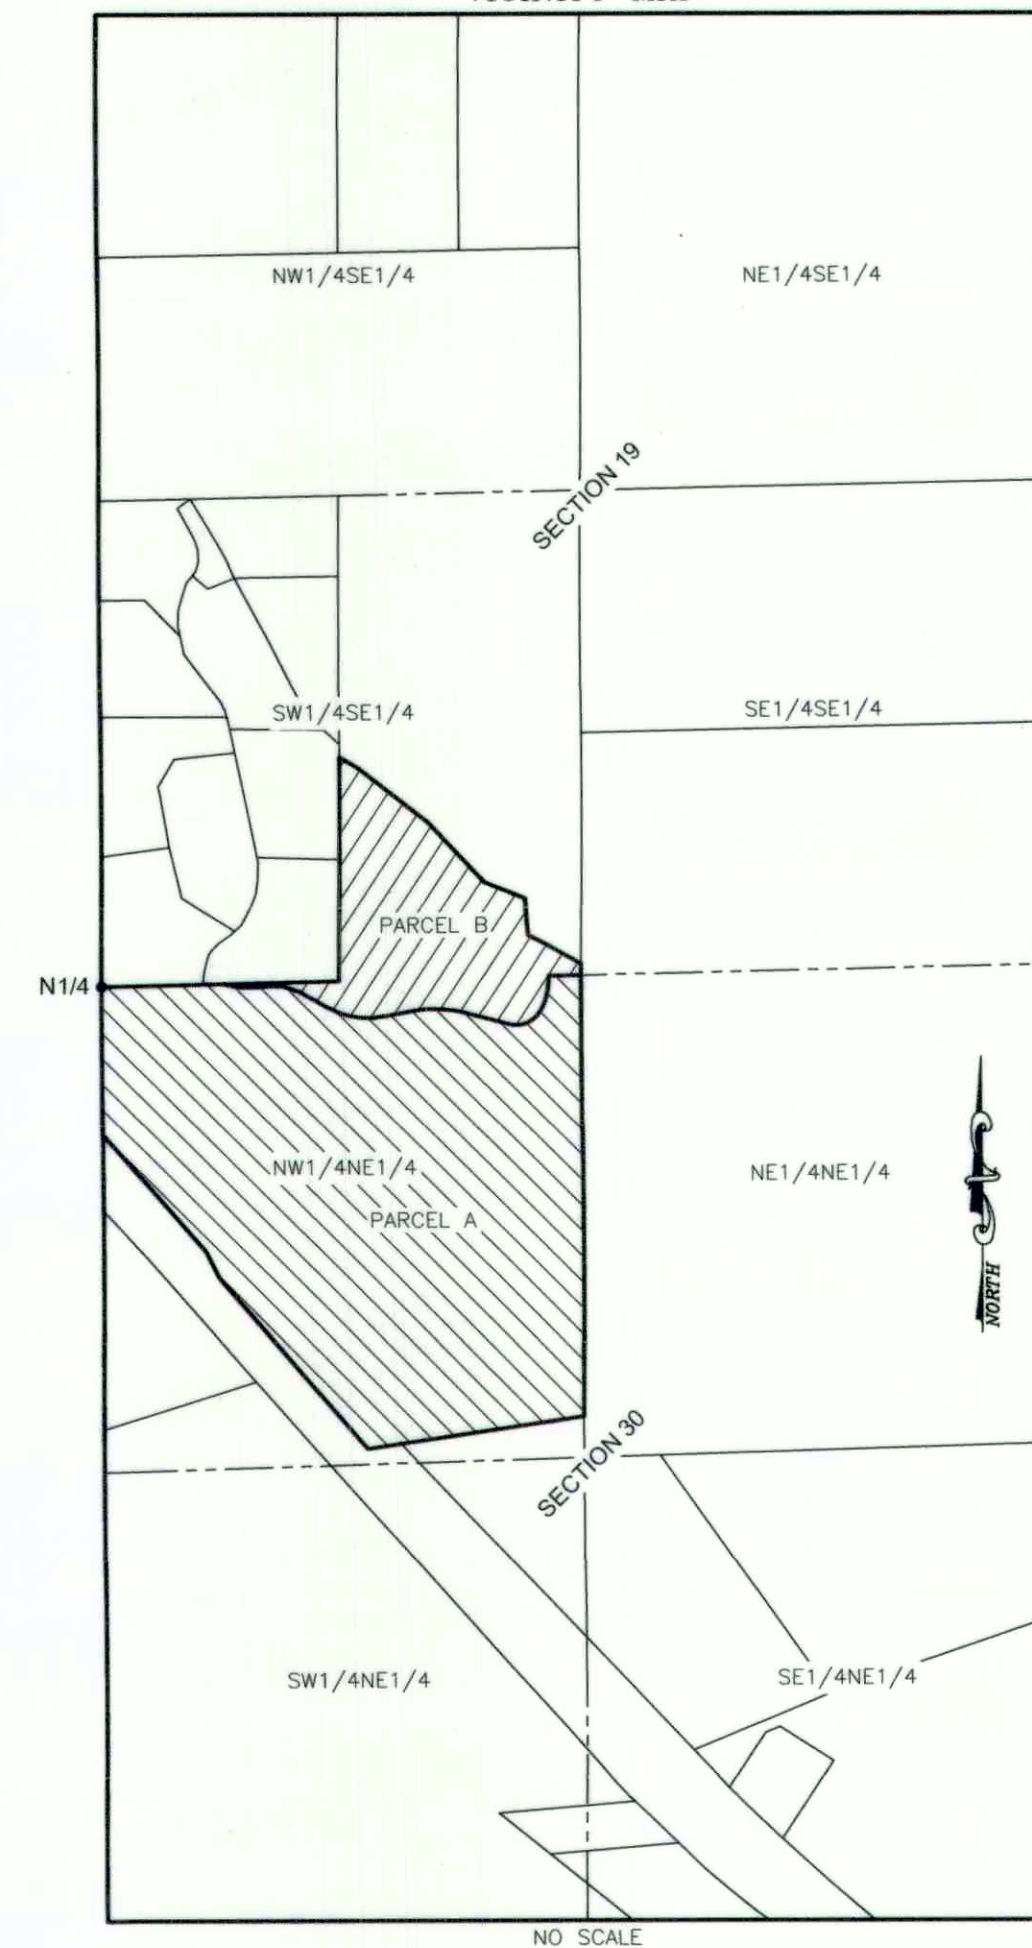 NW1/4SE1/4
NE1/4SE1/4
SECTION 19
SW1/4SE1/4
SE1/4SE1/4
PARCEL B
N1/4
NW1/4NE1/4
NE1/4NE1/4
PARCEL A
NORTH
SECTION 30
SW1/4NE1/4
SE1/4NE1/4
NO SCALE